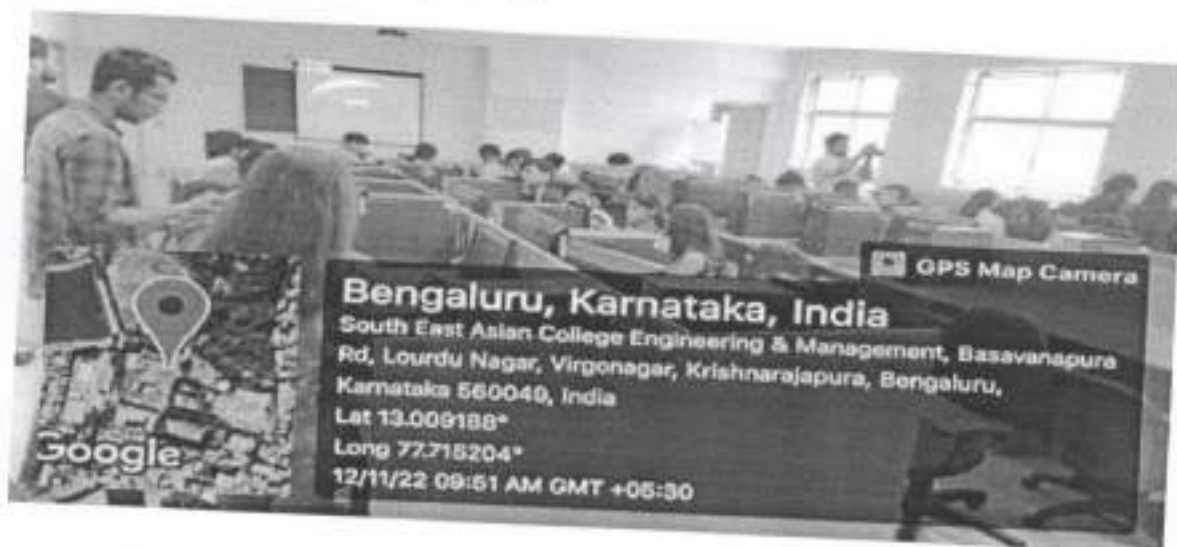 GPS Map Camera
Bengaluru, Karnataka, India
South East Asian College Engineering & Management, Basavanapura
Rd, Lourdu Nagar, Virgonagar, Krishnarajapura, Bengaluru,
Karnataka 560049, India
Lat 13.009188°
Long 77.715204°
12/11/22 09:51 AM GMT +05:30
Google